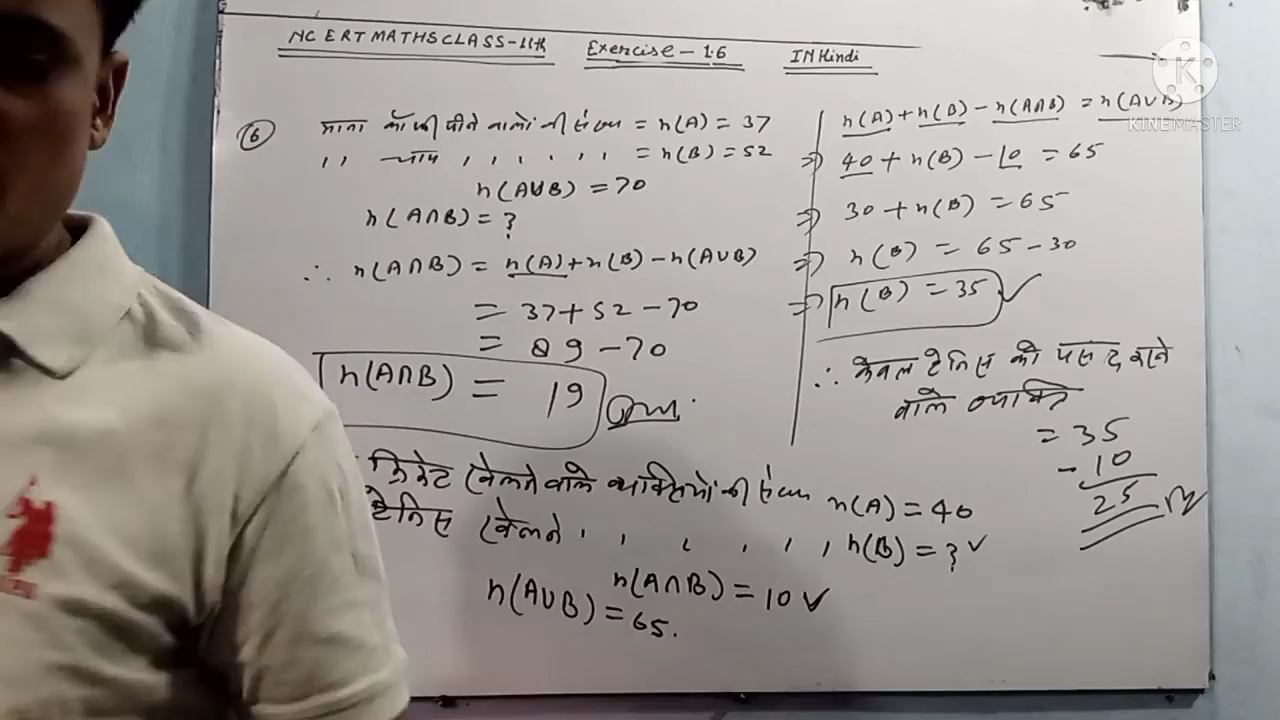 NCERT MATHS CLASS-11th Exercise-1.6 IN Hindi
⑥ माना कॉफी पीने वालों की संख्या = n(A) = 37
,, चाय , , , , , , = n(B) = 52
n(A∪B) = 70
n(A∩B) = ?
∴ n(A∩B) = n(A)+n(B)-n(A∪B)
= 37+52-70
= 89-70
n(A∩B) = 19 Ans.
क्रिकेट खेलने वाले व्यक्तियों की संख्या n(A) = 40
टेनिस खेलने , , , , , , n(B) = ? ✓
n(A∩B) = 10 ✓
n(A∪B) = 65.
n(A)+n(B)-n(A∩B) = n(A∪B)
⇒ 40+n(B)-10 = 65
⇒ 30+n(B) = 65
⇒ n(B) = 65-30
⇒ n(B) = 35 ✓
∴ केवल टेनिस को पसंद करने
वाले व्यक्ति
= 35
- 10
25
KINEMASTER